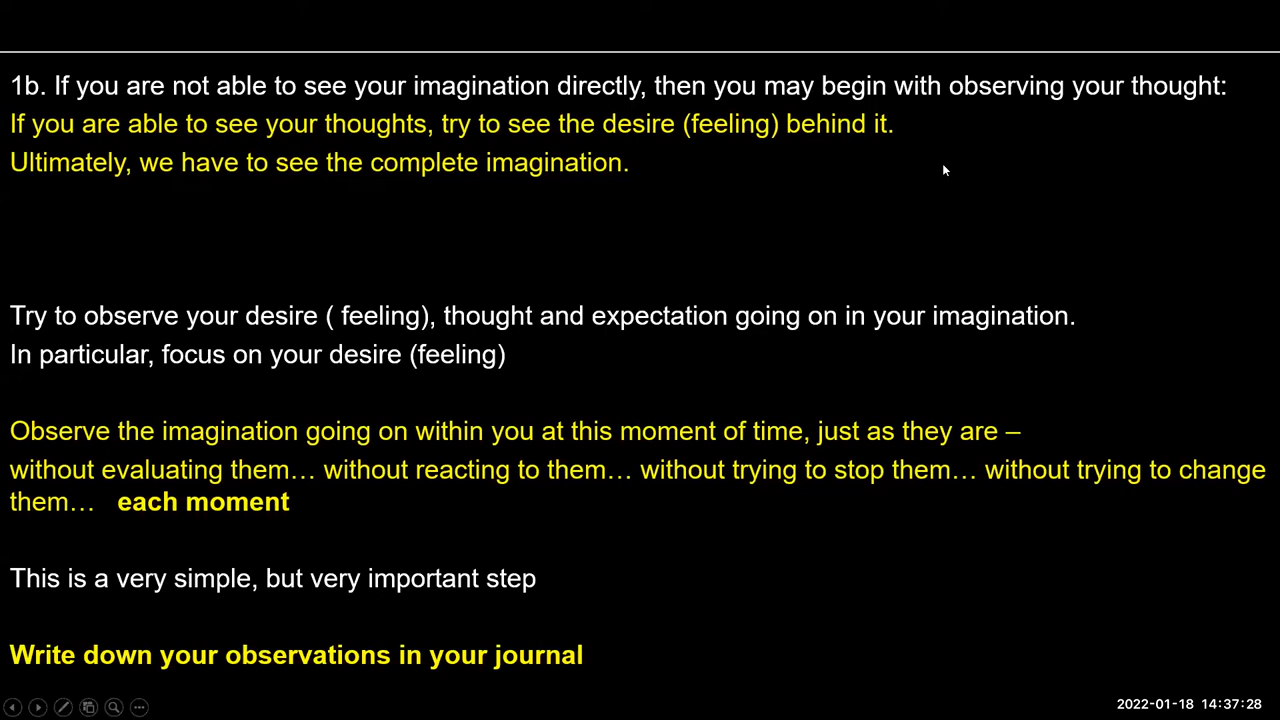 1b. If you are not able to see your imagination directly, then you may begin with observing your thought:
If you are able to see your thoughts, try to see the desire (feeling) behind it.
Ultimately, we have to see the complete imagination.
Try to observe your desire ( feeling), thought and expectation going on in your imagination.
In particular, focus on your desire (feeling)
Observe the imagination going on within you at this moment of time, just as they are –
without evaluating them… without reacting to them… without trying to stop them… without trying to change
them… each moment
This is a very simple, but very important step
Write down your observations in your journal
2022-01-18 14:37:28